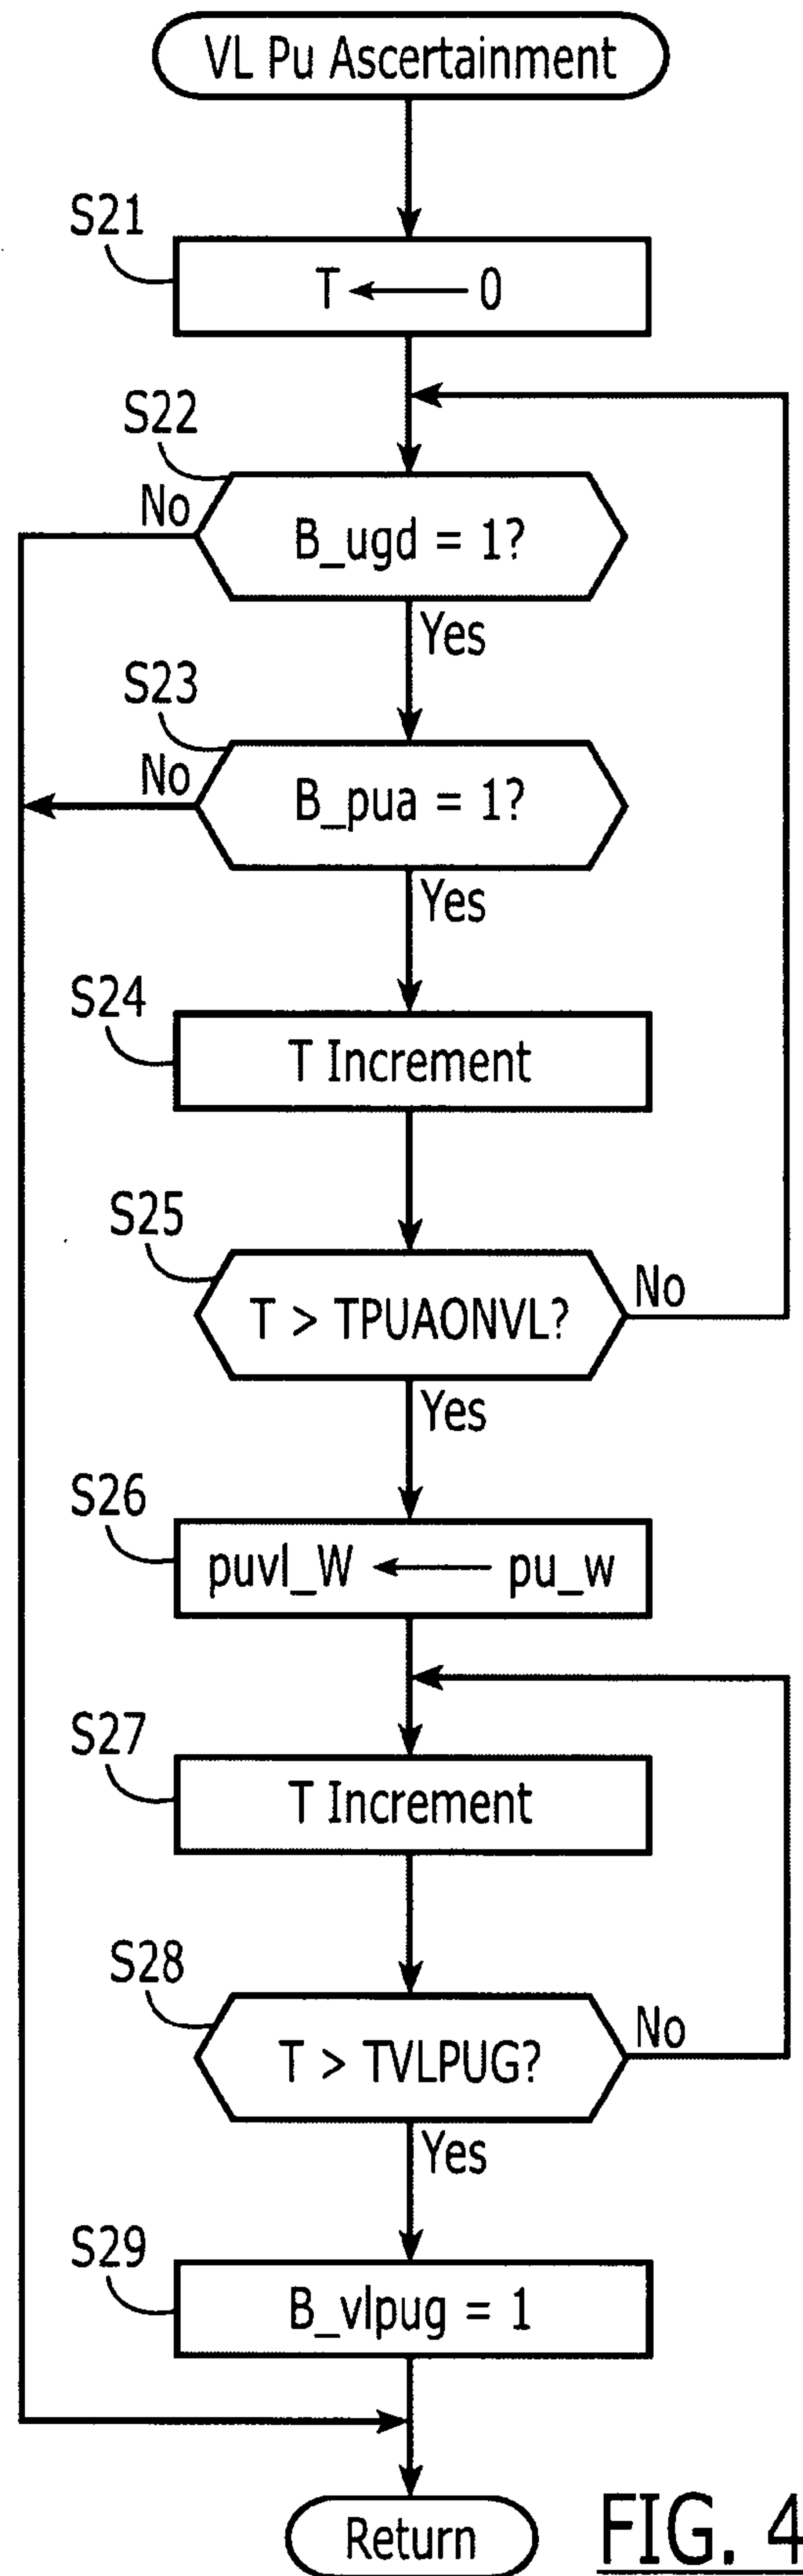 VL Pu Ascertainment
S21
T ← 0
S22
No
B_ugd = 1?
Yes
S23
No
B_pua = 1?
Yes
S24
T Increment
S25
T > TPUAONVL?
No
Yes
S26
puvl_W ← pu_w
S27
T Increment
S28
T > TVLPUG?
No
Yes
S29
B_vlpug = 1
Return
FIG. 4